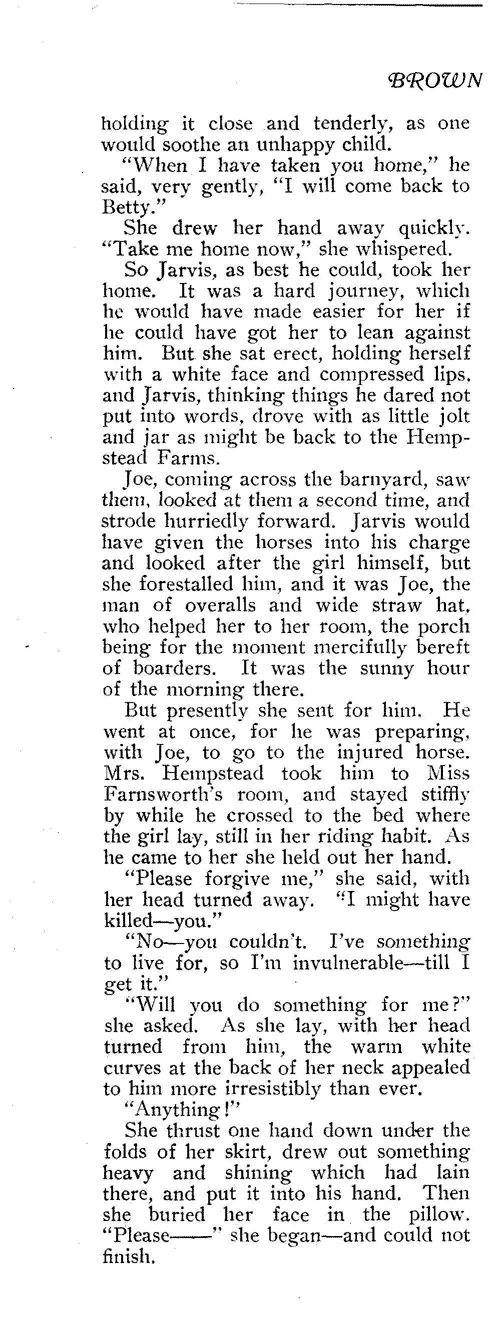 BROWN
holding it close and tenderly, as one
would soothe an unhappy child.
"When I have taken you home," he
said, very gently, "I will come back to
Betty."
She drew her hand away quickly.
"Take me home now," she whispered.
So Jarvis, as best he could, took her
home. It was a hard journey, which
he would have made easier for her if
he could have got her to lean against
him. But she sat erect, holding herself
with a white face and compressed lips,
and Jarvis, thinking things he dared not
put into words, drove with as little jolt
and jar as might be back to the Hemp-
stead Farms.
Joe, coming across the barnyard, saw
them, looked at them a second time, and
strode hurriedly forward. Jarvis would
have given the horses into his charge
and looked after the girl himself, but
she forestalled him, and it was Joe, the
man of overalls and wide straw hat,
who helped her to her room, the porch
being for the moment mercifully bereft
of boarders. It was the sunny hour
of the morning there.
But presently she sent for him. He
went at once, for he was preparing,
with Joe, to go to the injured horse.
Mrs. Hempstead took him to Miss
Farnsworth's room, and stayed stiffly
by while he crossed to the bed where
the girl lay, still in her riding habit. As
he came to her she held out her hand.
"Please forgive me," she said, with
her head turned away. "I might have
killed—you."
"No—you couldn't. I've something
to live for, so I'm invulnerable—till I
get it."
"Will you do something for me?"
she asked. As she lay, with her head
turned from him, the warm white
curves at the back of her neck appealed
to him more irresistibly than ever.
"Anything!"
She thrust one hand down under the
folds of her skirt, drew out something
heavy and shining which had lain
there, and put it into his hand. Then
she buried her face in the pillow.
"Please——" she began—and could not
finish.